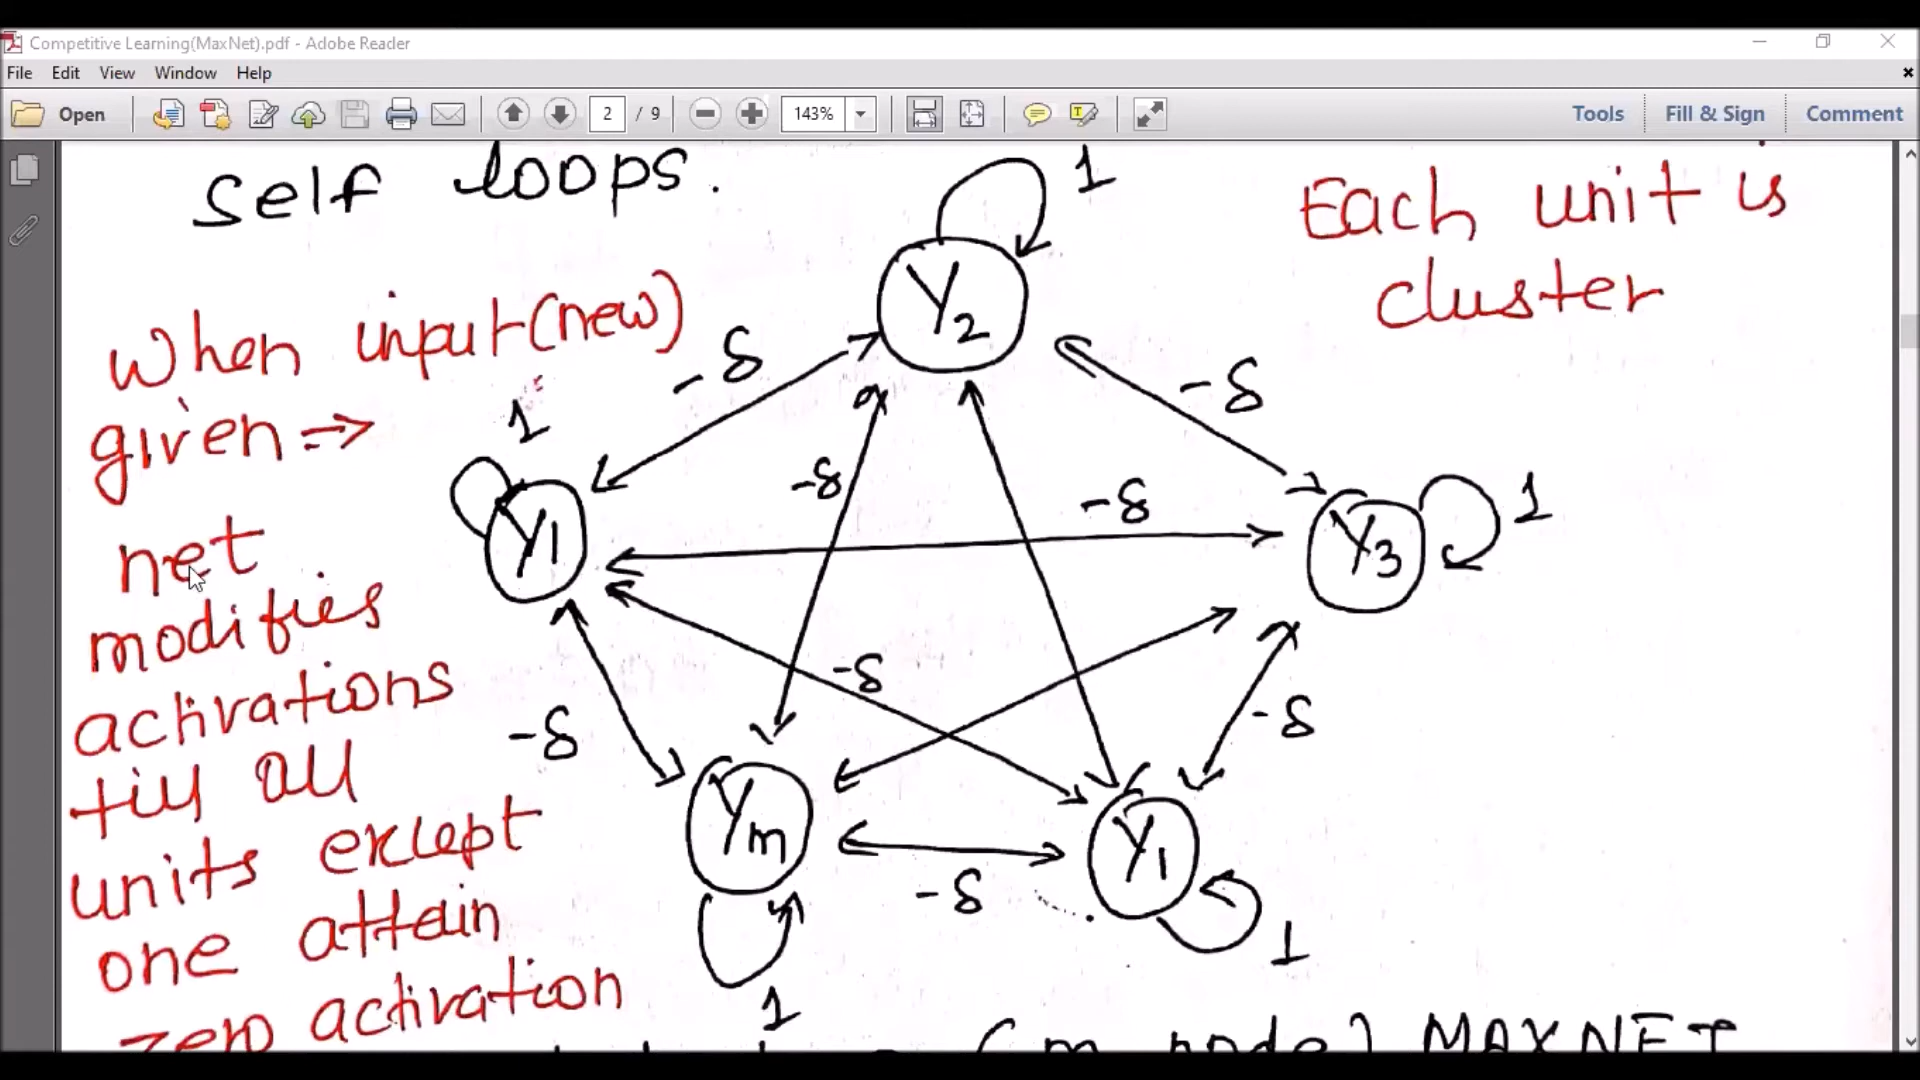 Competitive Learning(MaxNet).pdf - Adobe Reader
File Edit View Window Help
Open 2 / 9 143% Tools Fill & Sign Comment
self loops.
1
Each unit is
cluster
When input(new)
given ⇒
net
modifies
activations
till all
units except
one attain
zero activation
Y2
-δ
-δ
1
-δ
-δ
1
Y1
Y3
-δ
-δ
-δ
Ym
Y1
-δ
1
1
(m node) MAXNET